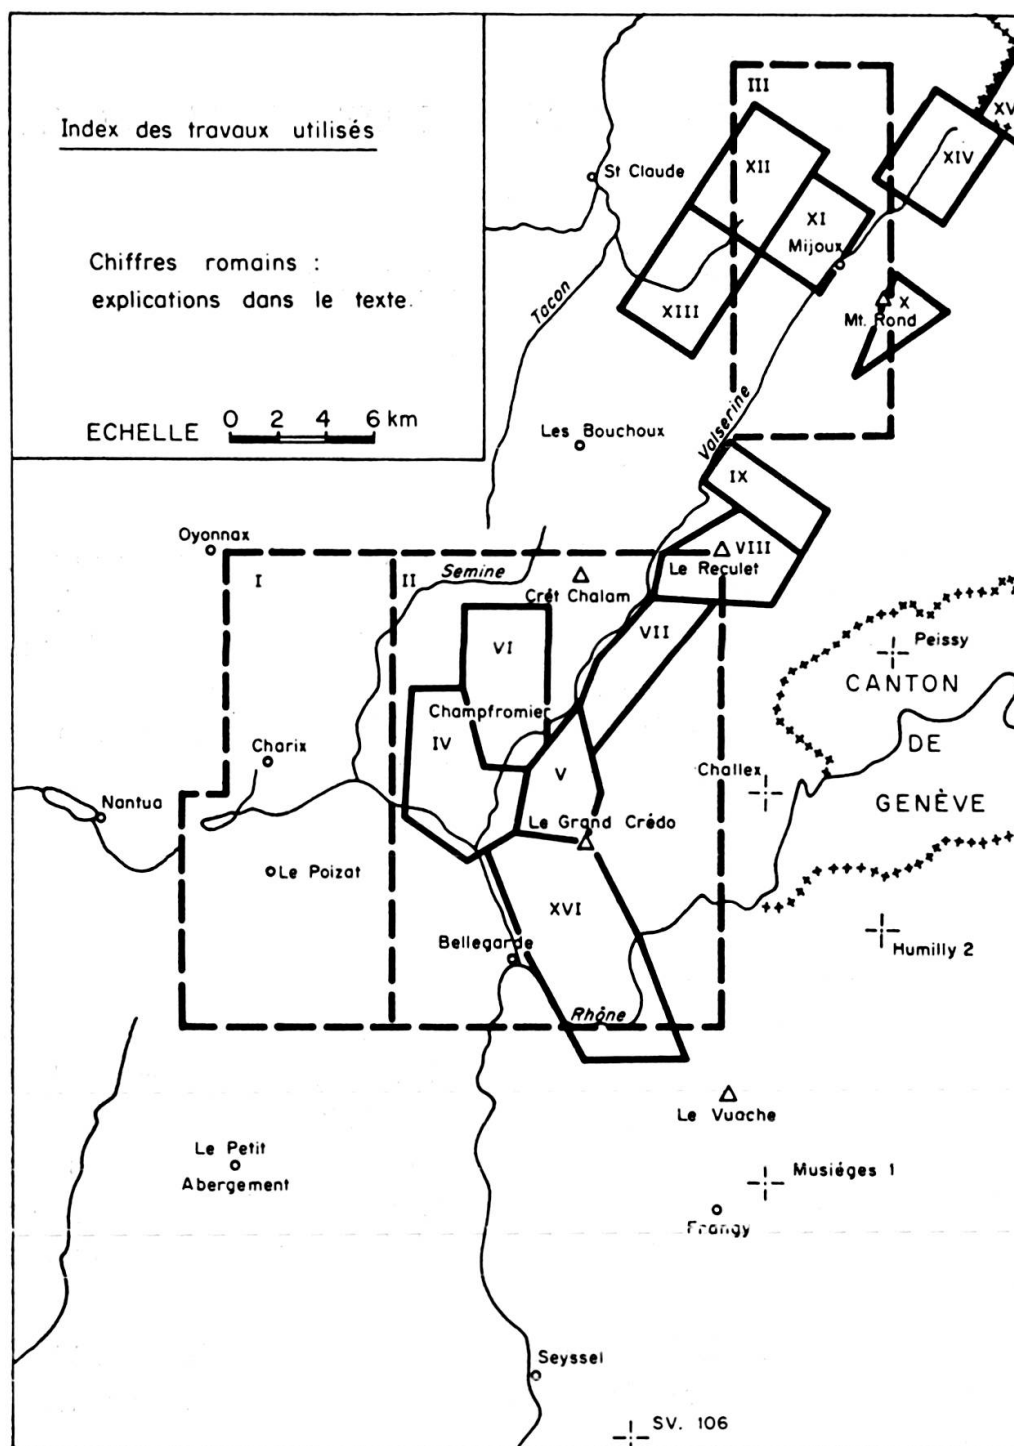 Index des travaux utilisés
Chiffres romains :
explications dans le texte.
ECHELLE 0 2 4 6 km
III
XV
XII
XIV
St Claude
XI
Mijoux
X
Mt. Rond
XIII
Tacon
Valserine
Les Bouchoux
IX
Oyonnax
VIII
Le Reculet
I
II
Semine
Crêt Chalam
VII
VI
Peissy
CANTON
Champfromier
IV
DE
Charix
V
Challex
GENÈVE
Nantua
Le Grand Crédo
Le Poizat
XVI
Bellegarde
Humilly 2
Rhône
Le Vuache
Le Petit
Abergement
Musiéges 1
Frangy
Seyssel
SV. 106